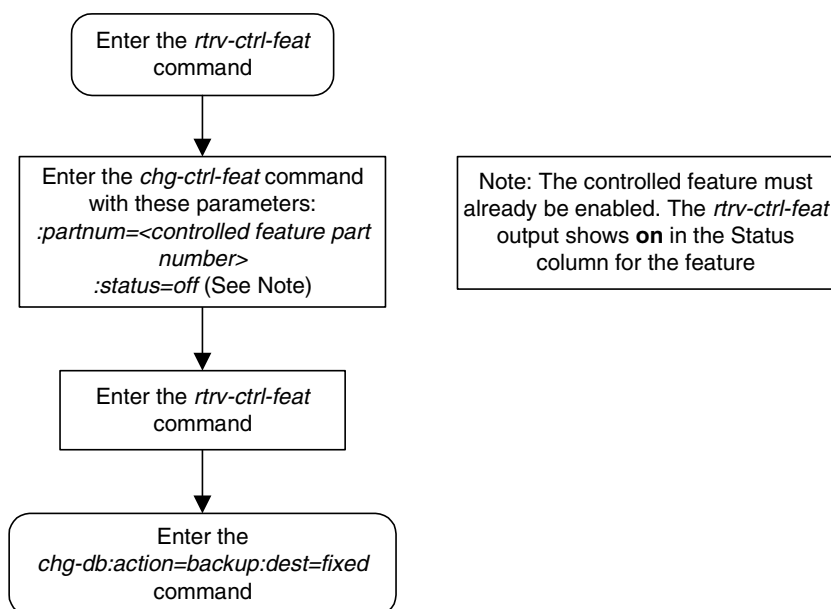 Enter the rtrv-ctrl-feat
command
Enter the chg-ctrl-feat command
with these parameters:
:partnum=<controlled feature part
number>
:status=off (See Note)
Note: The controlled feature must
already be enabled. The rtrv-ctrl-feat
output shows on in the Status
column for the feature
Enter the rtrv-ctrl-feat
command
Enter the
chg-db:action=backup:dest=fixed
command